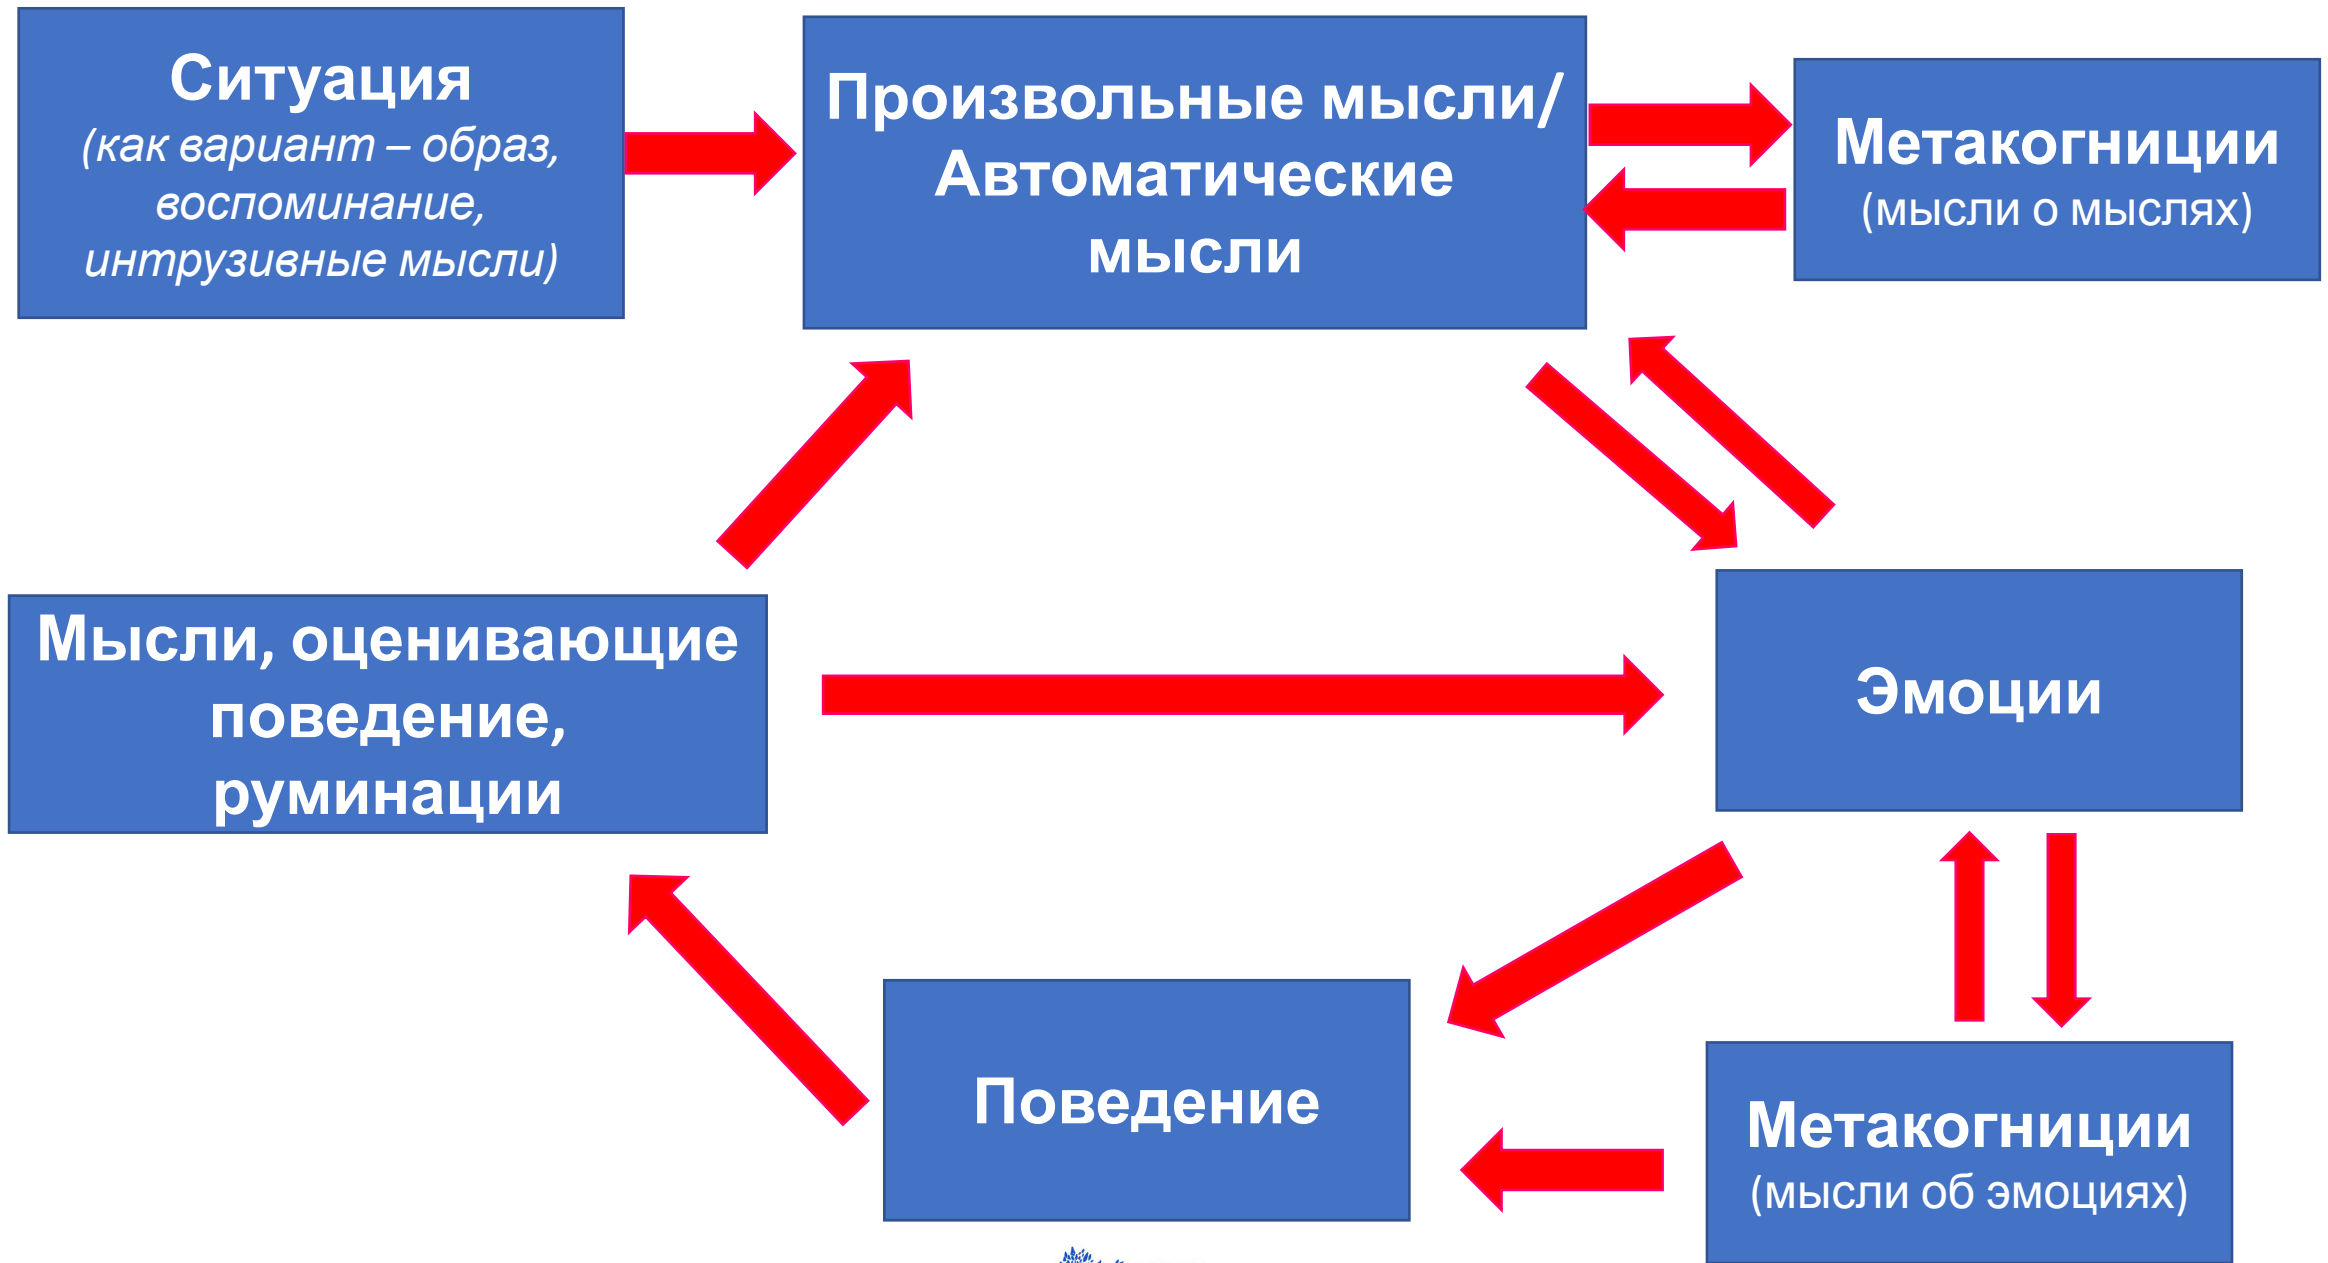 Ситуация
(как вариант – образ,
воспоминание,
интрузивные мысли)
Произвольные мысли/
Автоматические
мысли
Метакогниции
(мысли о мыслях)
Мысли, оценивающие
поведение,
руминации
Эмоции
Поведение
Метакогниции
(мысли об эмоциях)